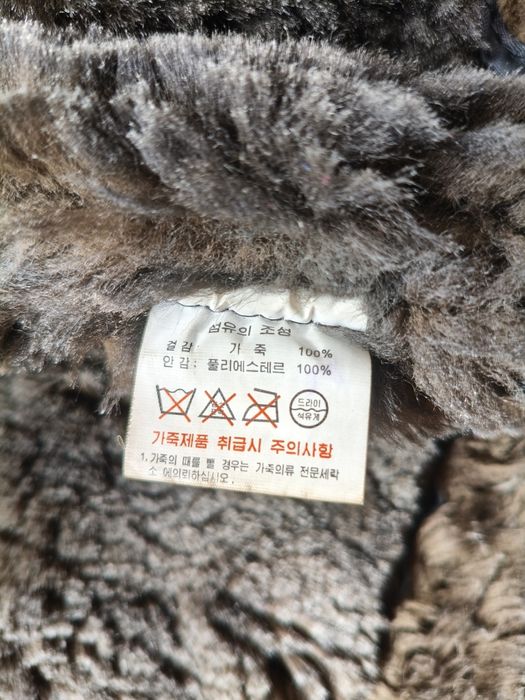 섬유의 조성
겉감: 가 죽 100%
안감: 폴리에스테르 100%
드라이
석유계
가죽제품 취급시 주의사항
1. 가죽의 때를 뺄 경우는 가죽의류 전문세탁
소 에의뢰하십시오.